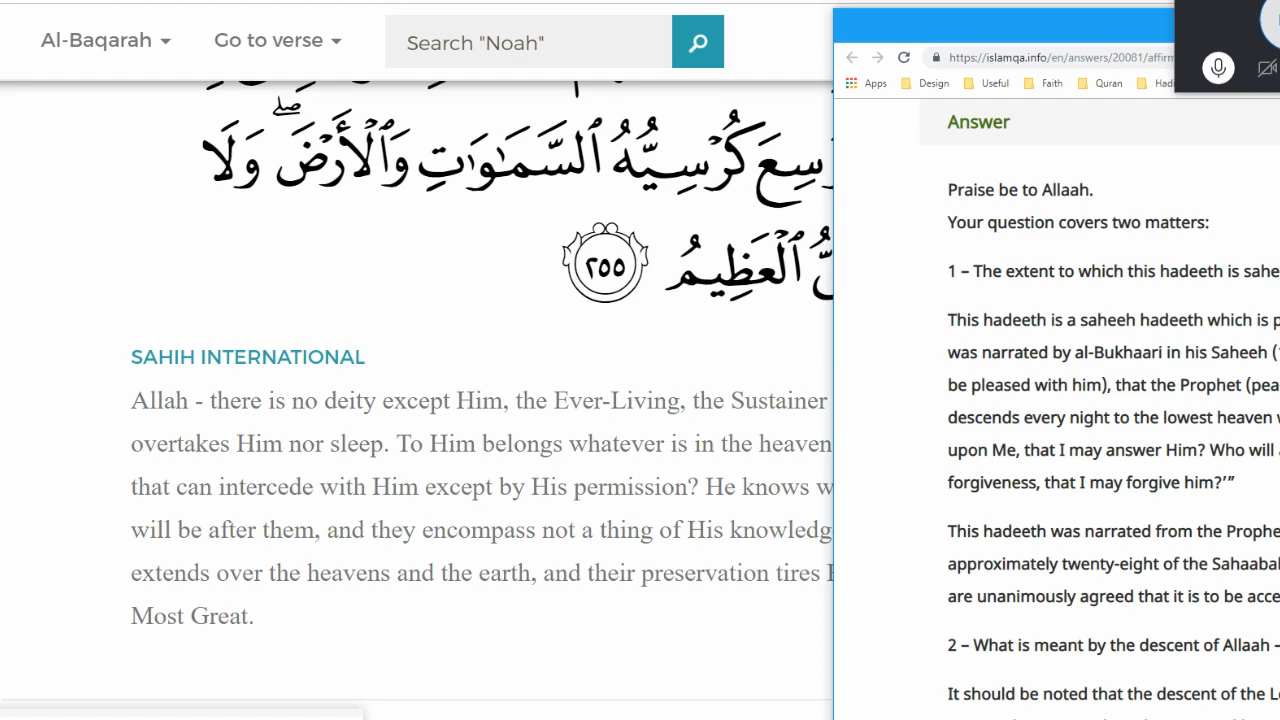 Al-Baqarah
Go to verse
Search "Noah"
وَسِعَ كُرْسِيُّهُ ٱلسَّمَـٰوَٰتِ وَٱلْأَرْضَ ۖ وَلَا
ٱلْعَظِيمُ ٢٥٥
SAHIH INTERNATIONAL
Allah - there is no deity except Him, the Ever-Living, the Sustainer
overtakes Him nor sleep. To Him belongs whatever is in the heaven
that can intercede with Him except by His permission? He knows w
will be after them, and they encompass not a thing of His knowledg
extends over the heavens and the earth, and their preservation tires
Most Great.
https://islamqa.info/en/answers/20081/affirm
Apps Design Useful Faith Quran Hadi
Answer
Praise be to Allaah.
Your question covers two matters:
1 – The extent to which this hadeeth is sahe
This hadeeth is a saheeh hadeeth which is p
was narrated by al-Bukhaari in his Saheeh (
be pleased with him), that the Prophet (pea
descends every night to the lowest heaven w
upon Me, that I may answer Him? Who will
forgiveness, that I may forgive him?’”
This hadeeth was narrated from the Prophe
approximately twenty-eight of the Sahaabal
are unanimously agreed that it is to be acce
2 – What is meant by the descent of Allaah –
It should be noted that the descent of the L